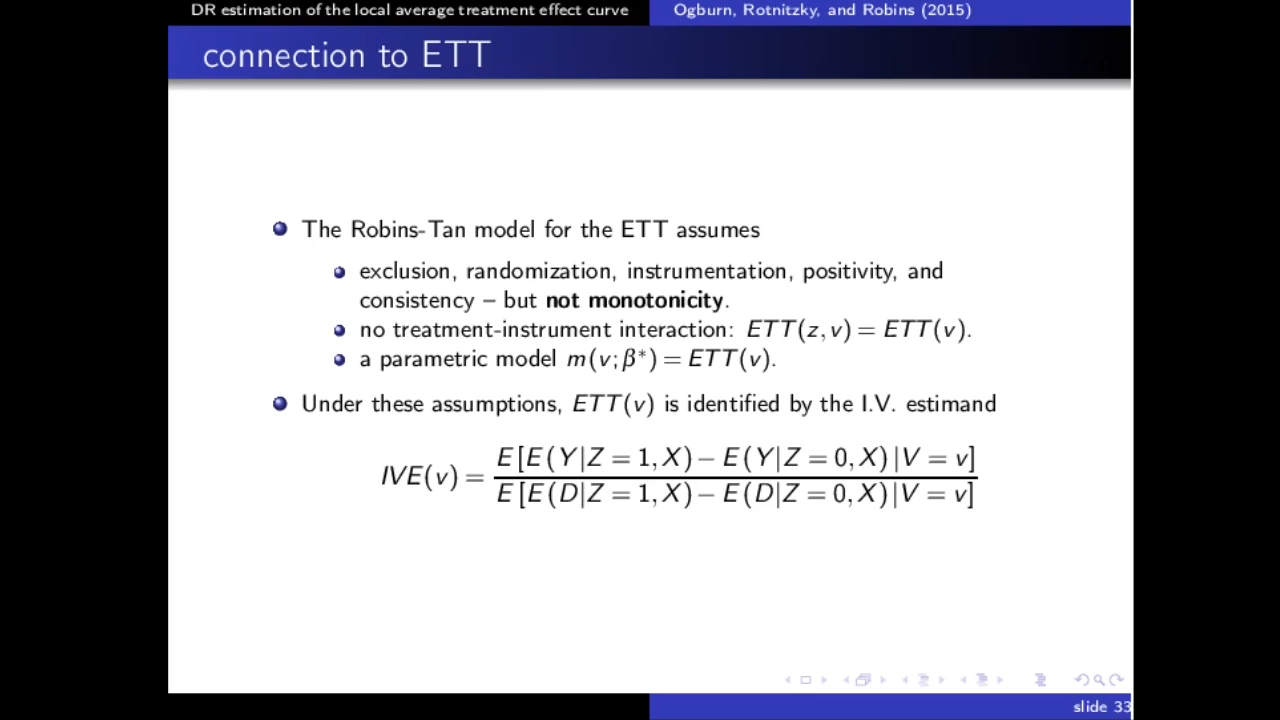 DR estimation of the local average treatment effect curve
Ogburn, Rotnitzky, and Robins (2015)
connection to ETT
The Robins-Tan model for the ETT assumes
exclusion, randomization, instrumentation, positivity, and
consistency – but not monotonicity.
no treatment-instrument interaction: ETT(z,v) = ETT(v).
a parametric model m(v;β*) = ETT(v).
Under these assumptions, ETT(v) is identified by the I.V. estimand
IVE(v) = E[E(Y|Z = 1,X) − E(Y|Z = 0,X)|V = v]
E[E(D|Z = 1,X) − E(D|Z = 0,X)|V = v]
slide 33